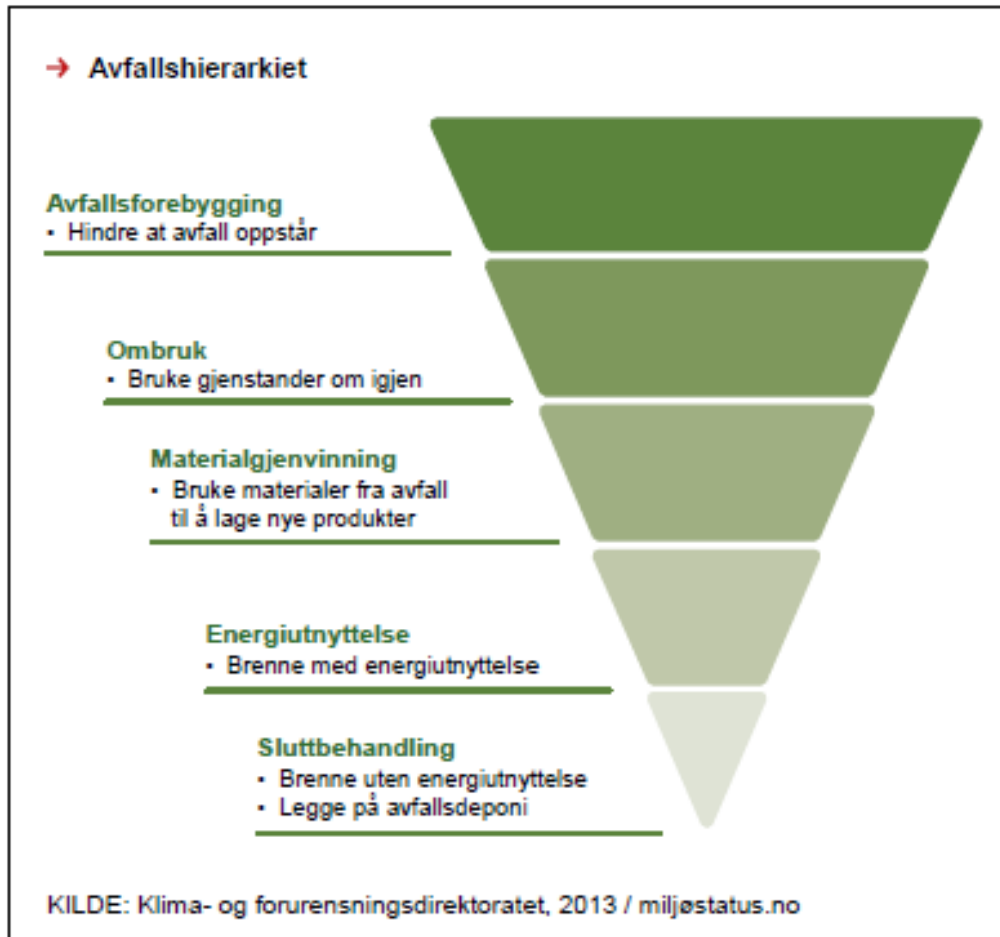 → Avfallshierarkiet
Avfallsforebygging
• Hindre at avfall oppstår
Ombruk
• Bruke gjenstander om igjen
Materialgjenvinning
• Bruke materialer fra avfall
til å lage nye produkter
Energiutnyttelse
• Brenne med energiutnyttelse
Sluttbehandling
• Brenne uten energiutnyttelse
• Legge på avfallsdeponi
KILDE: Klima- og forurensningsdirektoratet, 2013 / miljøstatus.no